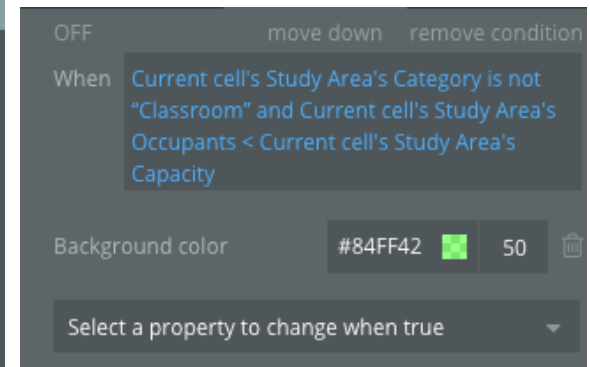 OFF move down remove condition
When Current cell's Study Area's Category is not
“Classroom” and Current cell's Study Area's
Occupants < Current cell's Study Area's
Capacity
Background color #84FF42 50
Select a property to change when true